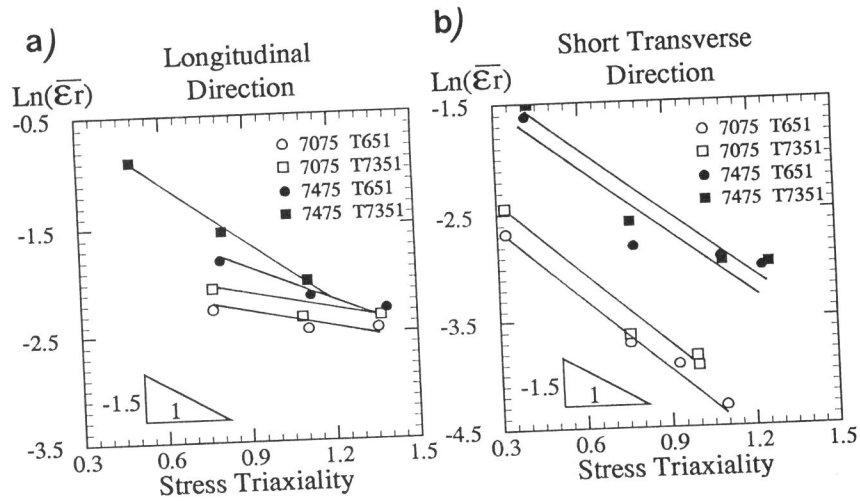 a)
Longitudinal
Direction
Ln(ε̅r)
-0.5
-1.5
-2.5
-3.5
7075 T651
7075 T7351
7475 T651
7475 T7351
-1.5
1
0.3
0.6
0.9
1.2
1.5
Stress Triaxiality
b)
Short Transverse
Direction
Ln(ε̅r)
-1.5
-2.5
-3.5
-4.5
7075 T651
7075 T7351
7475 T651
7475 T7351
-1.5
1
0.3
0.6
0.9
1.2
1.5
Stress Triaxiality